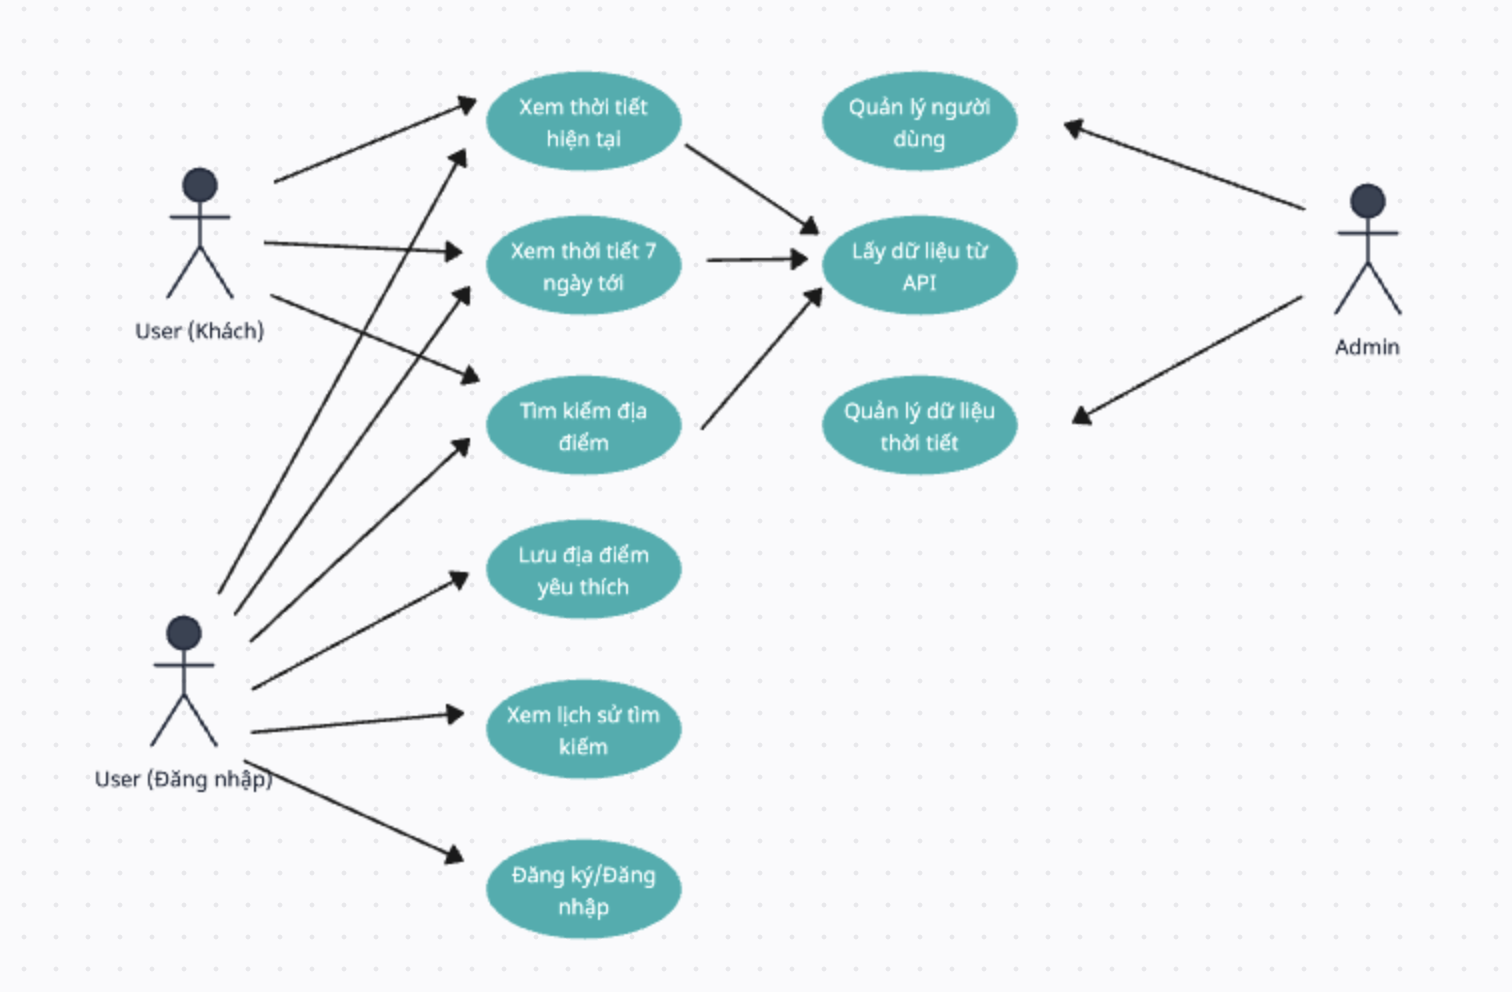 Xem thời tiết
hiện tại
Quản lý người
dùng
User (Khách)
Xem thời tiết 7
ngày tới
Lấy dữ liệu từ
API
Admin
Tìm kiếm địa
điểm
Quản lý dữ liệu
thời tiết
Lưu địa điểm
yêu thích
User (Đăng nhập)
Xem lịch sử tìm
kiếm
Đăng ký/Đăng
nhập